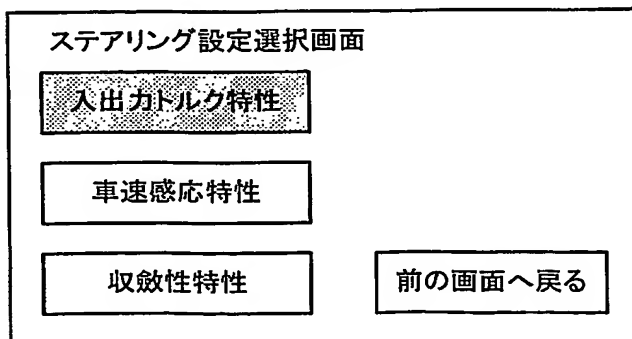 ステアリング設定選択画面
入出力トルク特性
車速感応特性
収斂性特性
前の画面へ戻る